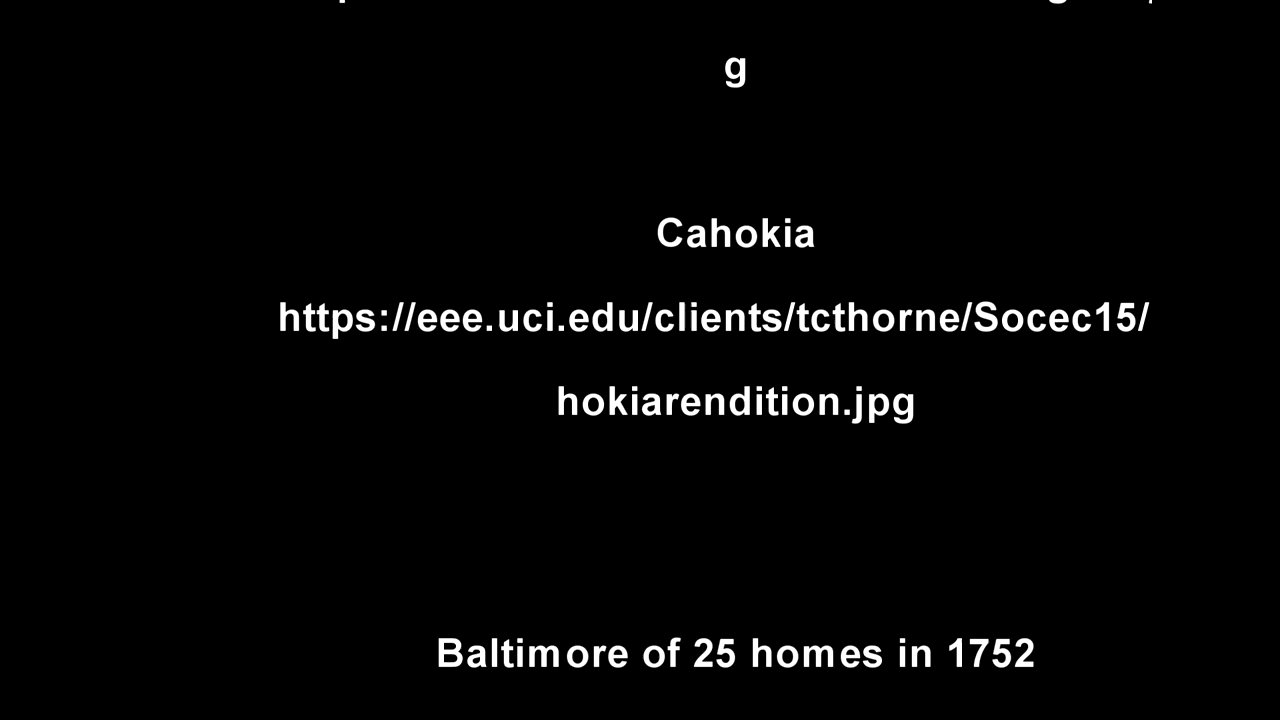 g
Cahokia
https://eee.uci.edu/clients/tcthorne/Socec15/
hokiarendition.jpg
Baltimore of 25 homes in 1752